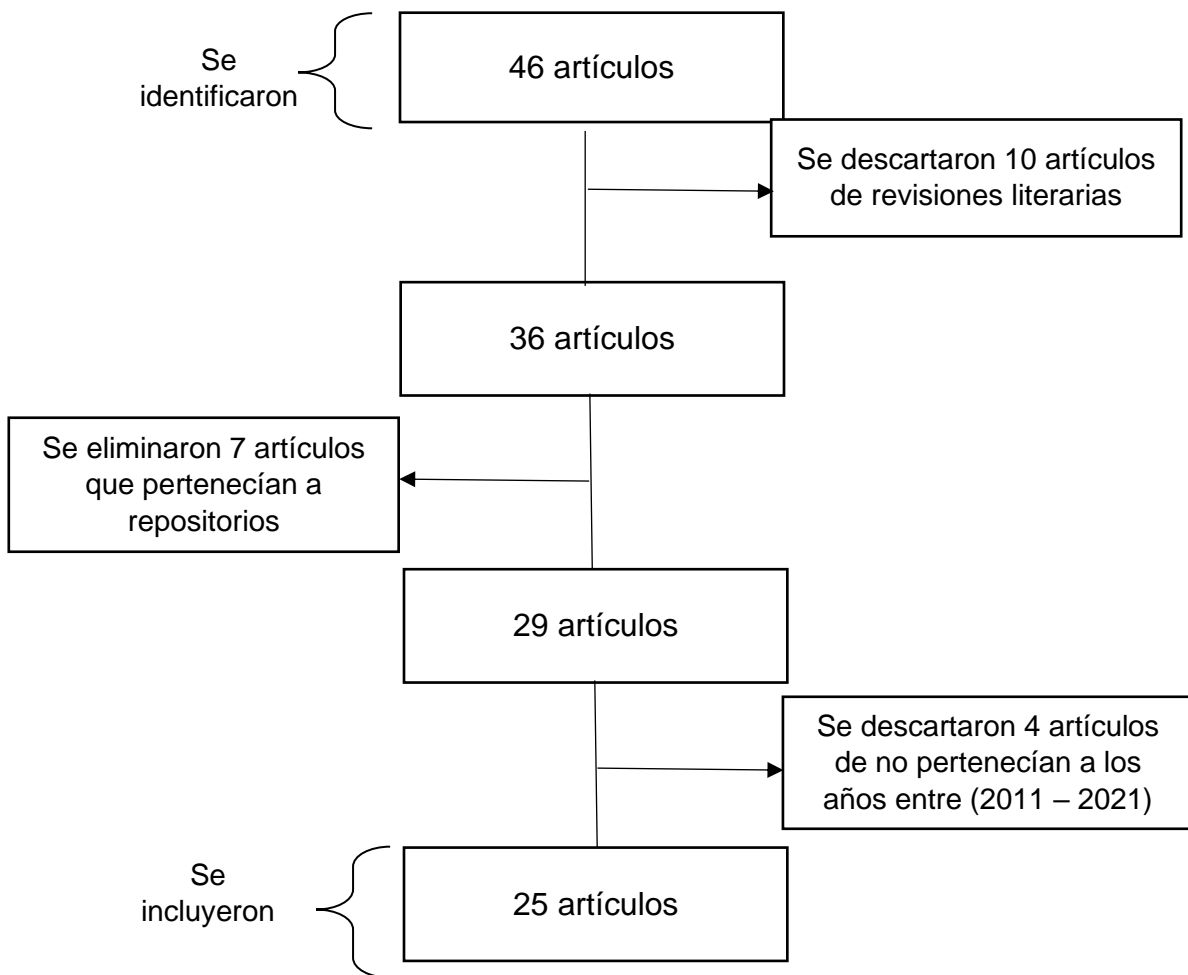 Se
identificaron
46 artículos
Se descartaron 10 artículos
de revisiones literarias
36 artículos
Se eliminaron 7 artículos
que pertenecían a
repositorios
29 artículos
Se descartaron 4 artículos
de no pertenecían a los
años entre (2011 – 2021)
Se
incluyeron
25 artículos